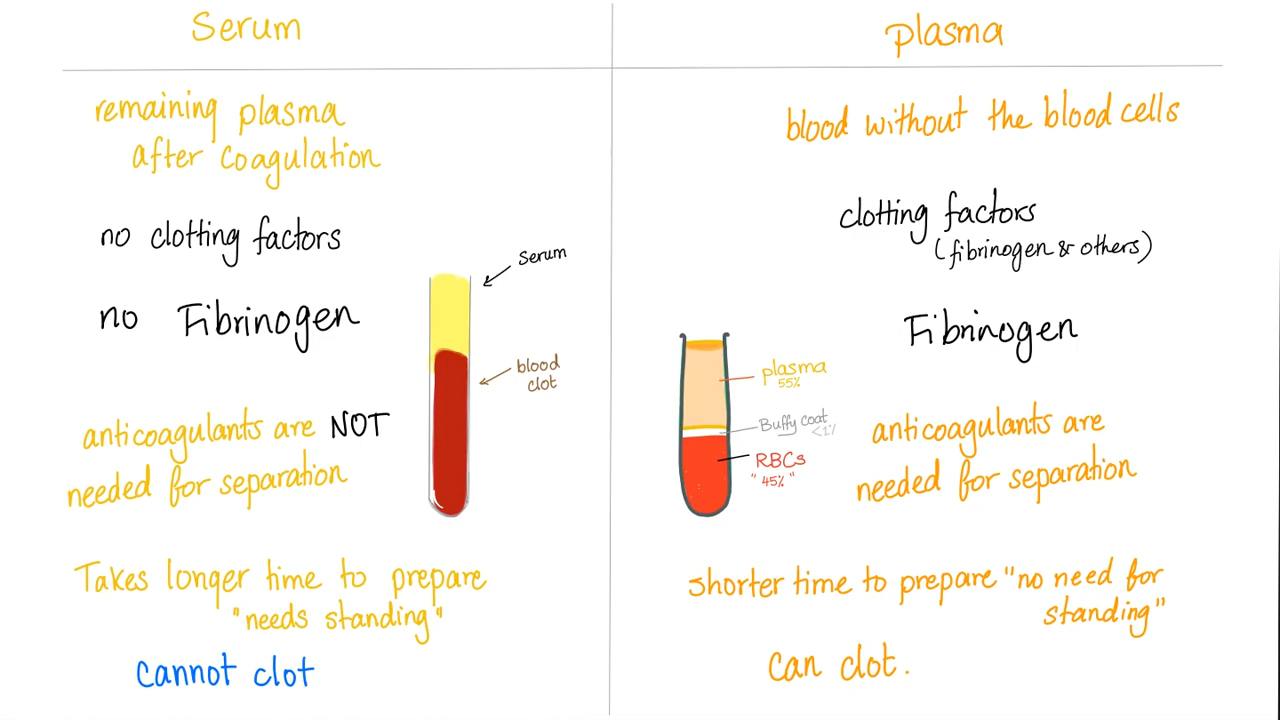 Serum
remaining plasma
after coagulation
no clotting factors
no Fibrinogen
Serum
blood
clot
anticoagulants are NOT
needed for separation
Takes longer time to prepare
"needs standing"
cannot clot
plasma
blood without the blood cells
clotting factors
(fibrinogen & others)
Fibrinogen
plasma
55%
Buffy coat
<1%
RBCs
"45%"
anticoagulants are
needed for separation
shorter time to prepare "no need for
standing"
can clot.